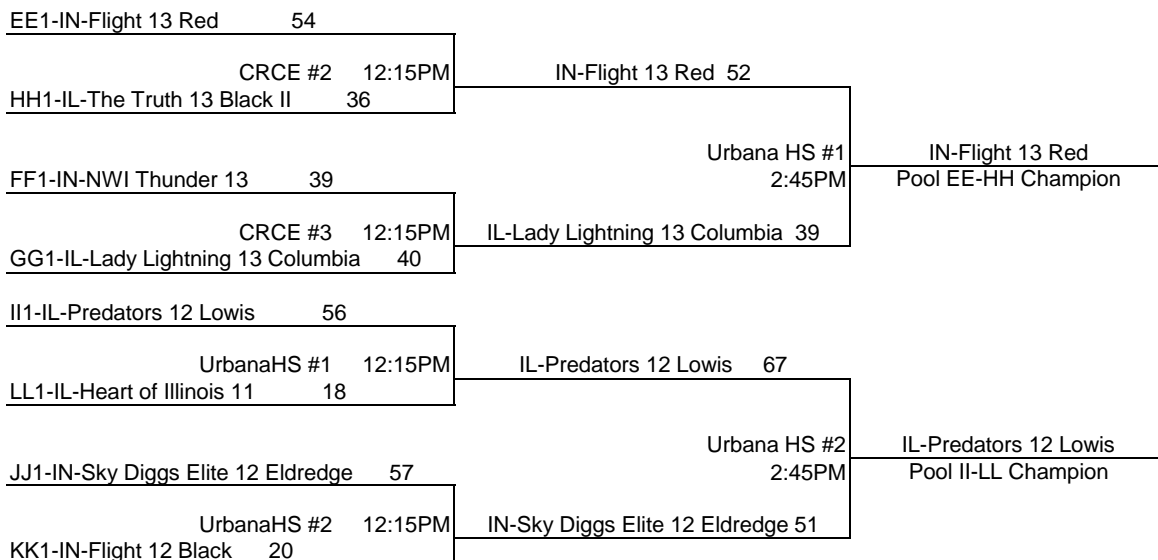 EE1-IN-Flight 13 Red 54
CRCE #2 12:15PM
IN-Flight 13 Red 52
HH1-IL-The Truth 13 Black II 36
Urbana HS #1
IN-Flight 13 Red
FF1-IN-NWI Thunder 13 39
2:45PM
Pool EE-HH Champion
CRCE #3 12:15PM
IL-Lady Lightning 13 Columbia 39
GG1-IL-Lady Lightning 13 Columbia 40
II1-IL-Predators 12 Lowis 56
UrbanaHS #1 12:15PM
IL-Predators 12 Lowis 67
LL1-IL-Heart of Illinois 11 18
Urbana HS #2
IL-Predators 12 Lowis
JJ1-IN-Sky Diggs Elite 12 Eldredge 57
2:45PM
Pool II-LL Champion
UrbanaHS #2 12:15PM
IN-Sky Diggs Elite 12 Eldredge 51
KK1-IN-Flight 12 Black 20